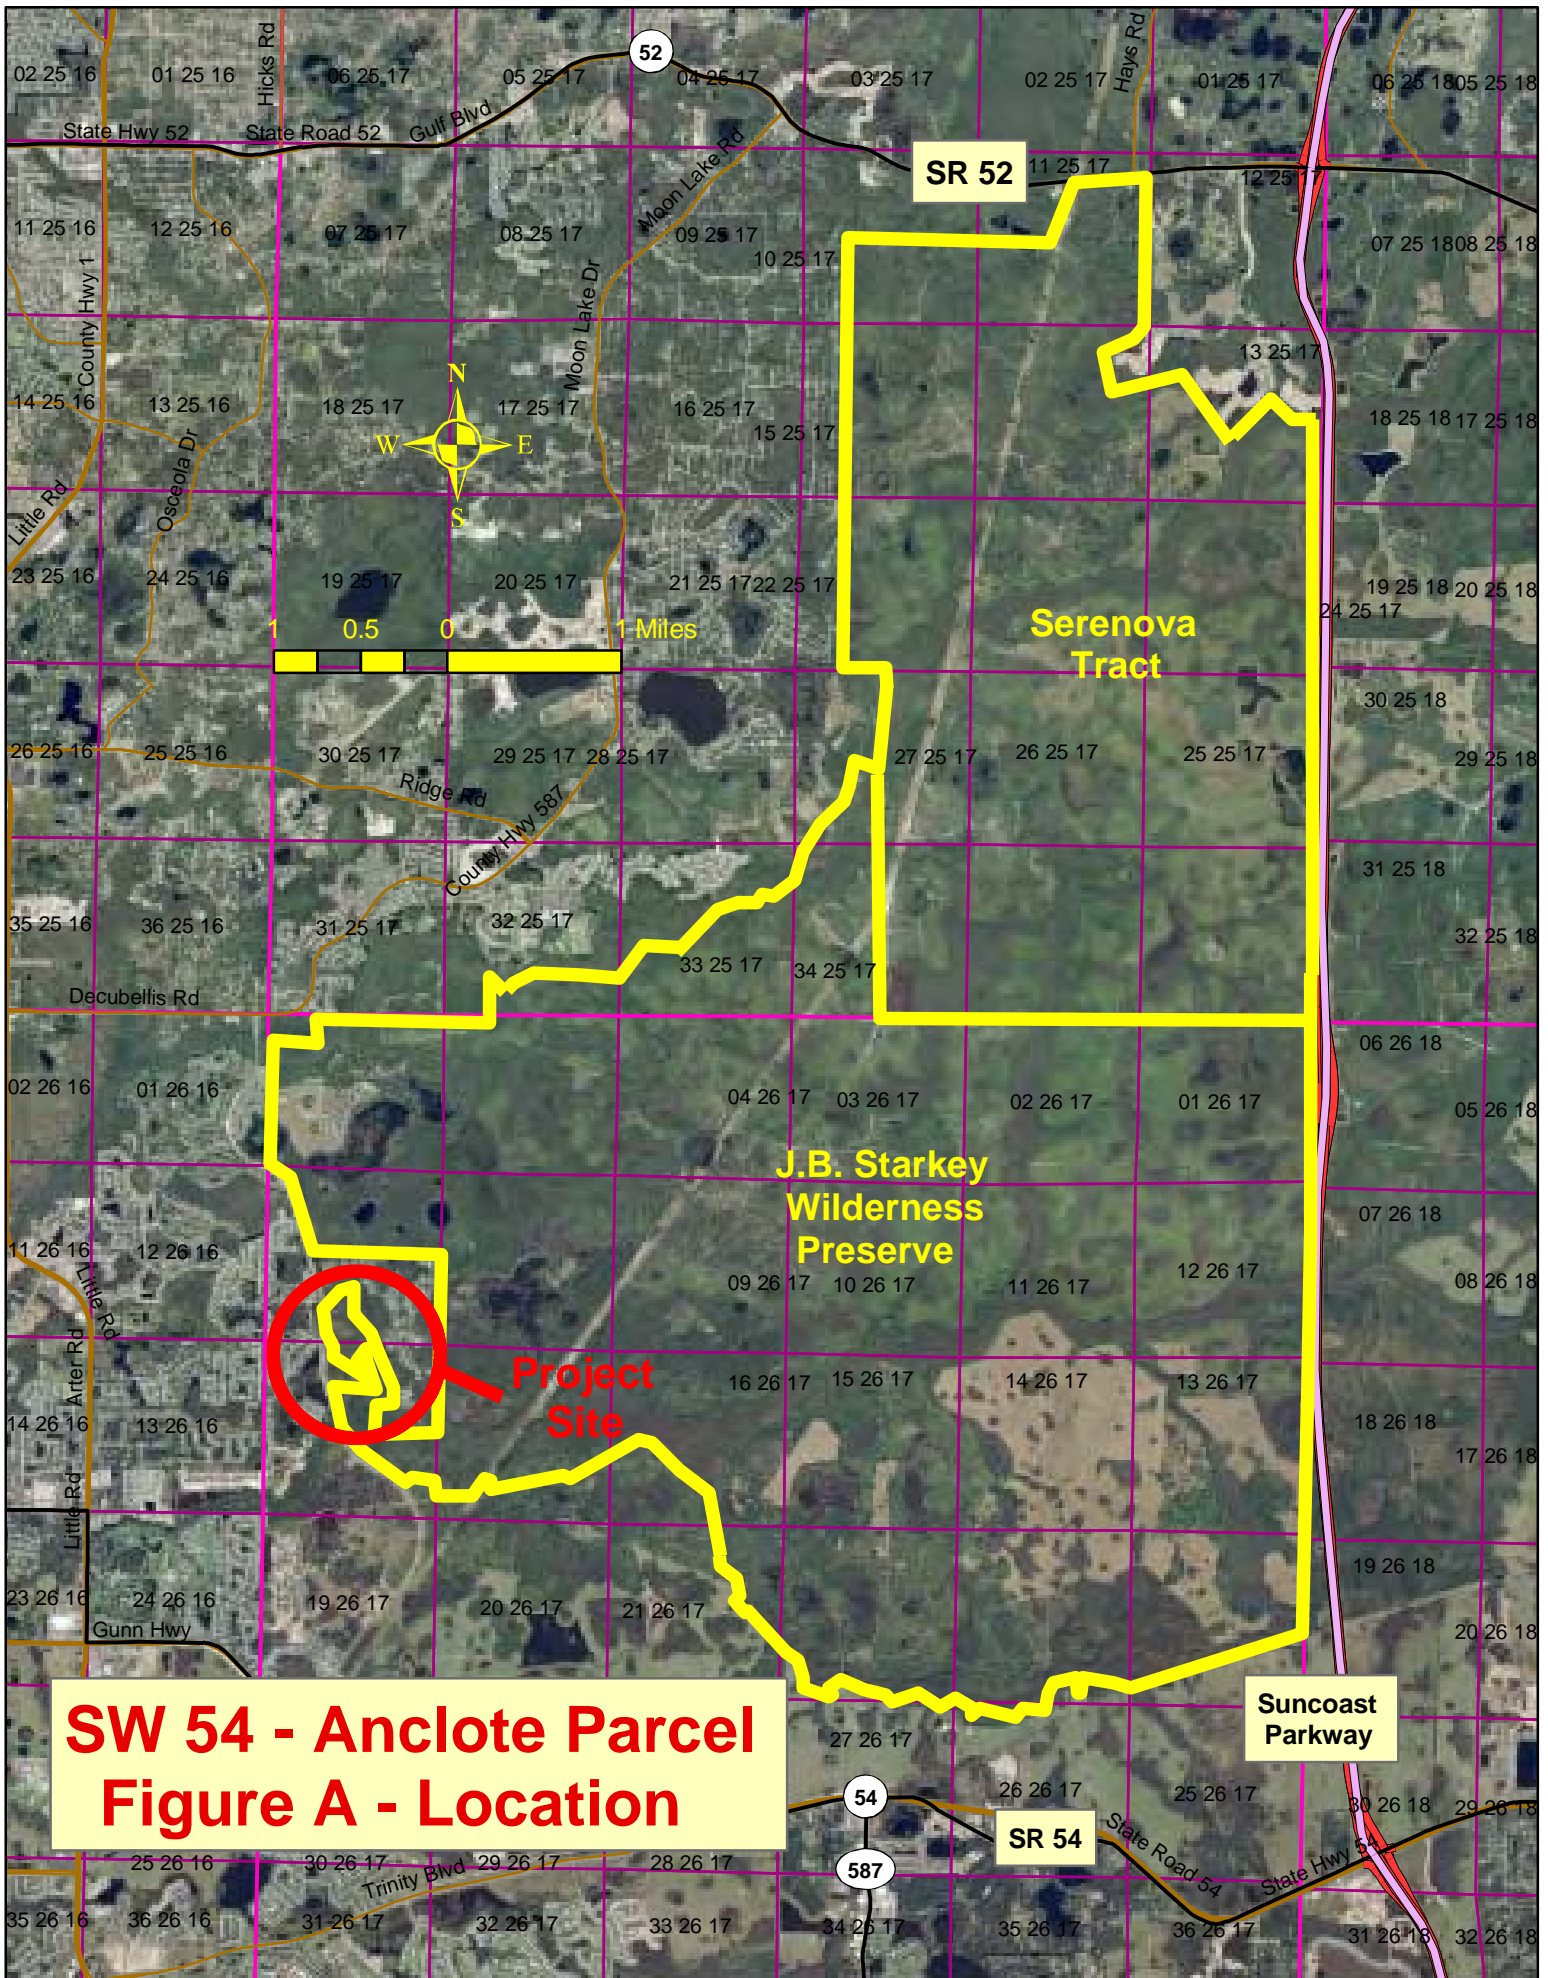 52
02 25 16
01 25 16
Hicks Rd
06 25 17
05 25 17
04 25 17
03 25 17
02 25 17
Hays Rd
01 25 17
06 25 18
05 25 18
State Hwy 52
State Road 52
Gulf Blvd
Moon Lake Rd
SR 52
11 25 17
12 25 17
11 25 16
12 25 16
07 25 17
08 25 17
09 25 17
10 25 17
07 25 18
08 25 18
County Hwy 1
Moon Lake Dr
13 25 17
N
W
E
S
14 25 16
13 25 16
18 25 17
17 25 17
16 25 17
15 25 17
18 25 18
17 25 18
Little Rd
Osceola Dr
23 25 16
24 25 16
19 25 17
20 25 17
21 25 17
22 25 17
19 25 18
20 25 18
24 25 17
1
0.5
0
1 Miles
Serenova
Tract
30 25 18
26 25 16
25 25 16
30 25 17
29 25 17
28 25 17
27 25 17
26 25 17
25 25 17
29 25 18
Ridge Rd
County Hwy 587
31 25 18
35 25 16
36 25 16
31 25 17
32 25 17
33 25 17
34 25 17
32 25 18
Decubellis Rd
06 26 18
02 26 16
01 26 16
04 26 17
03 26 17
02 26 17
01 26 17
05 26 18
J.B. Starkey
Wilderness
Preserve
07 26 18
11 26 16
12 26 16
09 26 17
10 26 17
11 26 17
12 26 17
08 26 18
Little Rd
Arter Rd
Project
Site
16 26 17
15 26 17
14 26 17
13 26 17
14 26 16
13 26 16
18 26 18
17 26 18
Little Rd
19 26 18
23 26 16
24 26 16
19 26 17
20 26 17
21 26 17
20 26 18
Gunn Hwy
SW 54 - Anclote Parcel
Figure A - Location
Suncoast
Parkway
27 26 17
26 26 17
25 26 17
30 26 18
29 26 18
54
SR 54
State Road 54
State Hwy 54
587
25 26 16
30 26 17
29 26 17
28 26 17
Trinity Blvd
35 26 16
36 26 16
31 26 17
32 26 17
33 26 17
34 26 17
35 26 17
36 26 17
31 26 18
32 26 18